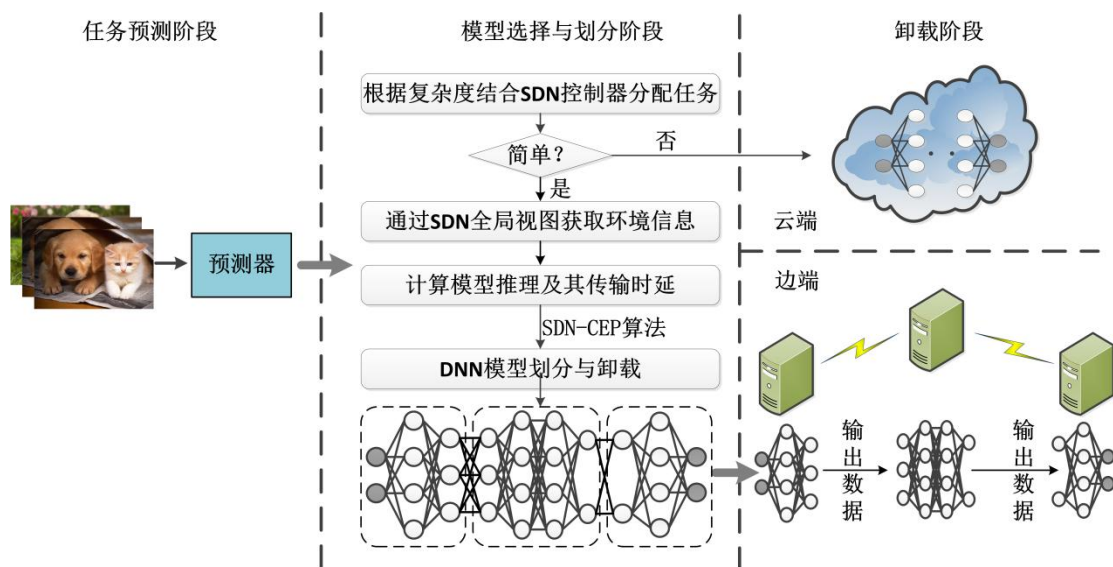 任务预测阶段
模型选择与划分阶段
卸载阶段
根据复杂度结合SDN控制器分配任务
简单?
否
是
通过SDN全局视图获取环境信息
云端
预测器
计算模型推理及其传输时延
边端
SDN-CEP算法
DNN模型划分与卸载
输出数据
输出数据